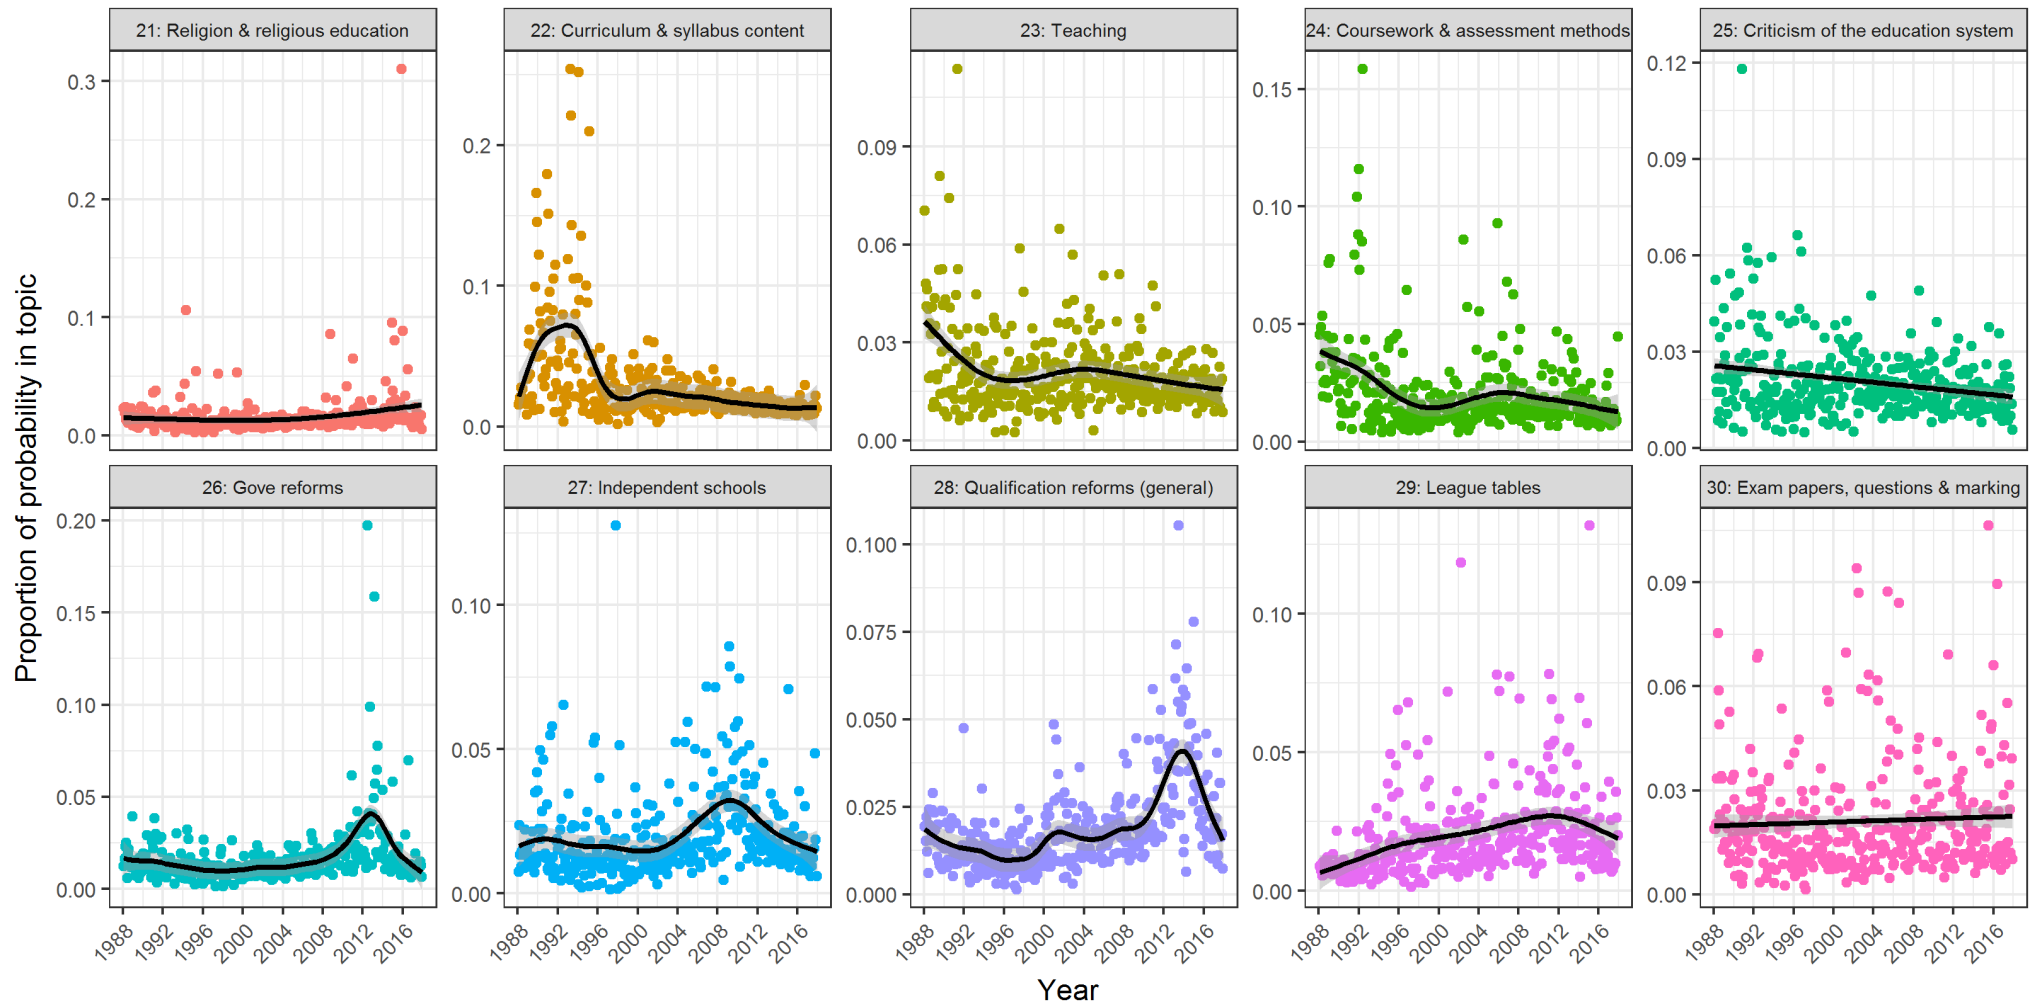 21: Religion & religious education
22: Curriculum & syllabus content
23: Teaching
24: Coursework & assessment methods
25: Criticism of the education system
0.3
0.2
0.1
0.0
0.2
0.1
0.0
0.09
0.06
0.03
0.00
0.15
0.10
0.05
0.00
0.12
0.09
0.06
0.03
0.00
Proportion of probability in topic
26: Gove reforms
27: Independent schools
28: Qualification reforms (general)
29: League tables
30: Exam papers, questions & marking
0.20
0.15
0.10
0.05
0.00
0.10
0.05
0.00
0.100
0.075
0.050
0.025
0.000
0.10
0.05
0.00
0.09
0.06
0.03
0.00
1988 1992 1996 2000 2004 2008 2012 2016
1988 1992 1996 2000 2004 2008 2012 2016
1988 1992 1996 2000 2004 2008 2012 2016
1988 1992 1996 2000 2004 2008 2012 2016
1988 1992 1996 2000 2004 2008 2012 2016
Year